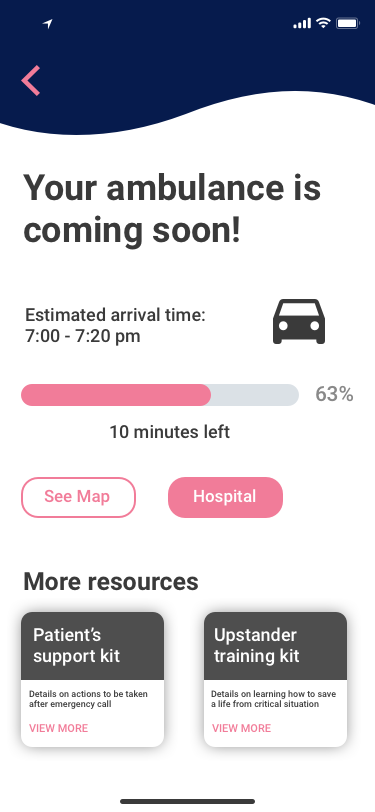 Your ambulance is
coming soon!
Estimated arrival time:
7:00 - 7:20 pm
63%
10 minutes left
See Map
Hospital
More resources
Patient’s
support kit
Details on actions to be taken
after emergency call
VIEW MORE
Upstander
training kit
Details on learning how to save
a life from critical situation
VIEW MORE